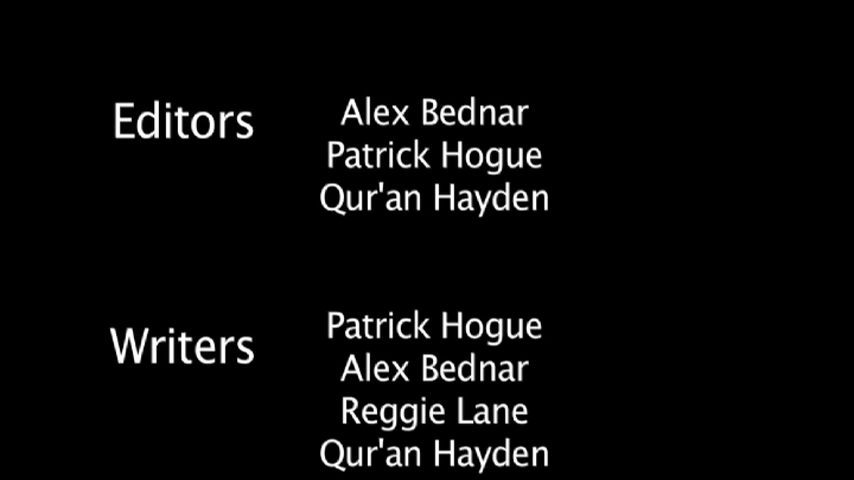 Editors
Alex Bednar
Patrick Hogue
Qur'an Hayden
Writers
Patrick Hogue
Alex Bednar
Reggie Lane
Qur'an Hayden